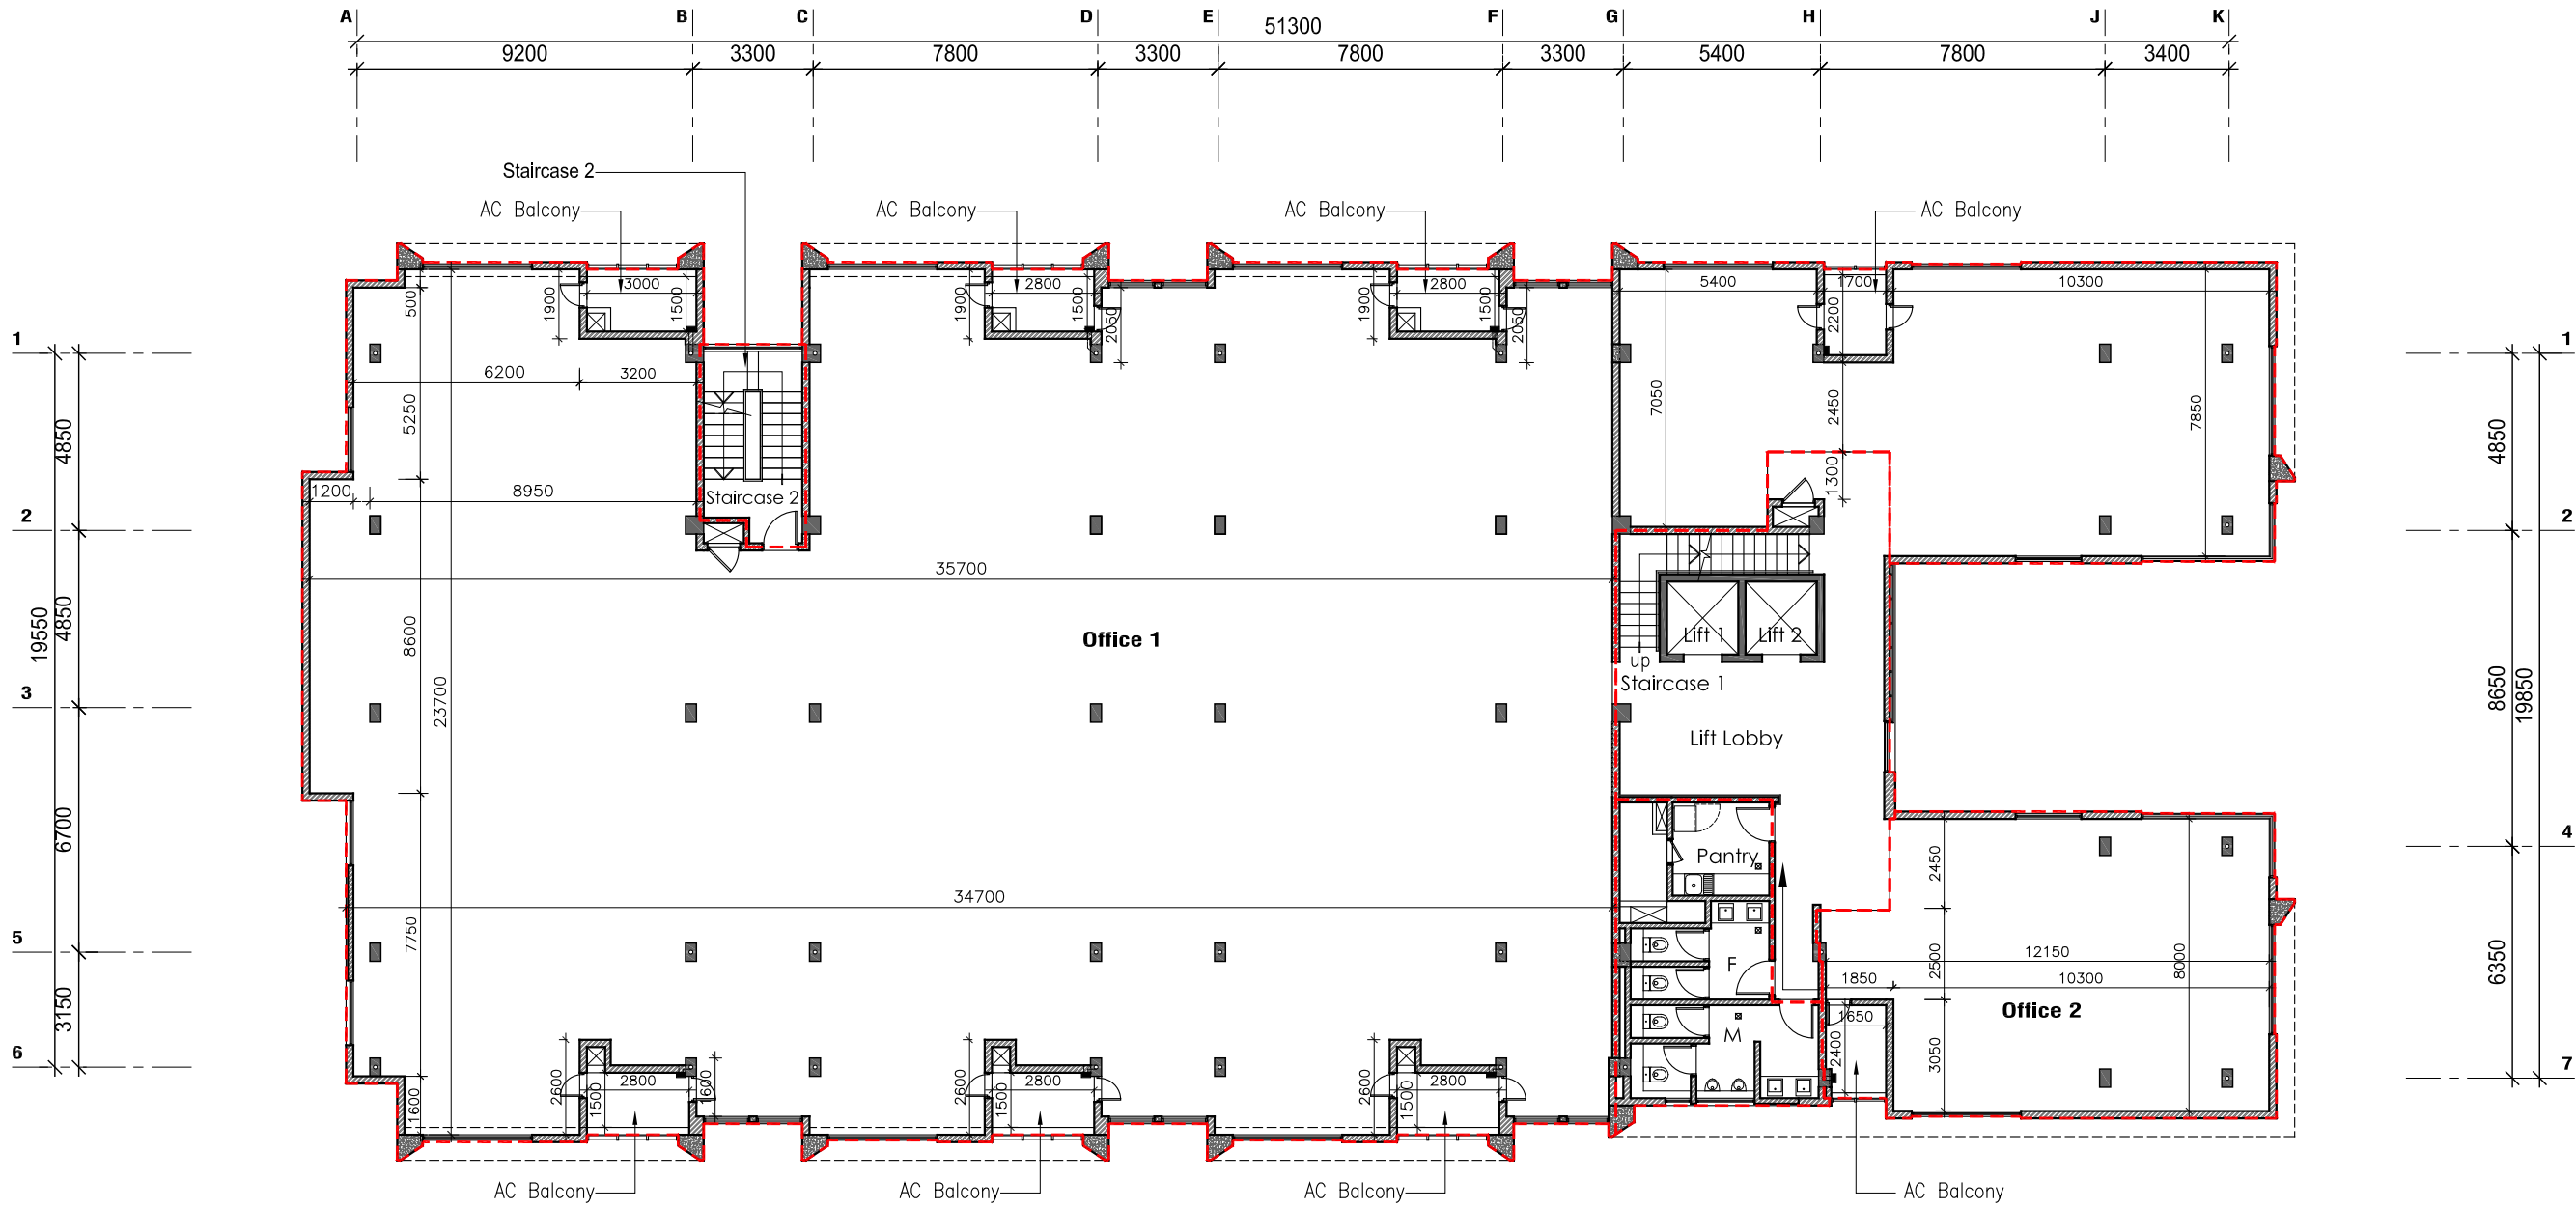 A B C D E F G H J K
51300
9200 3300 7800 3300 7800 3300 5400 7800 3400
Staircase 2
AC Balcony AC Balcony AC Balcony AC Balcony
3000 2800 2800 5400 1700 10300
500 1900 1500 1900 1500 2050 1900 1500 2050 2200
1 1
6200 3200
4850 5250 7050 2450 7850 4850
1200 8950 Staircase 2 1300
2 2
35700
19550 4850 8600 Office 1 Lift 1 Lift 2
up
Staircase 1
3 23700 8650 19850
Lift Lobby
6700 Pantry 2450 4
34700
5 7750 F 2500 12150 8000 6350
1850 10300
3150 M 1650 Office 2
6 7
1600 2600 1500 2800 1600 2600 1500 2800 2600 1500 2800 2400 3050
AC Balcony AC Balcony AC Balcony AC Balcony